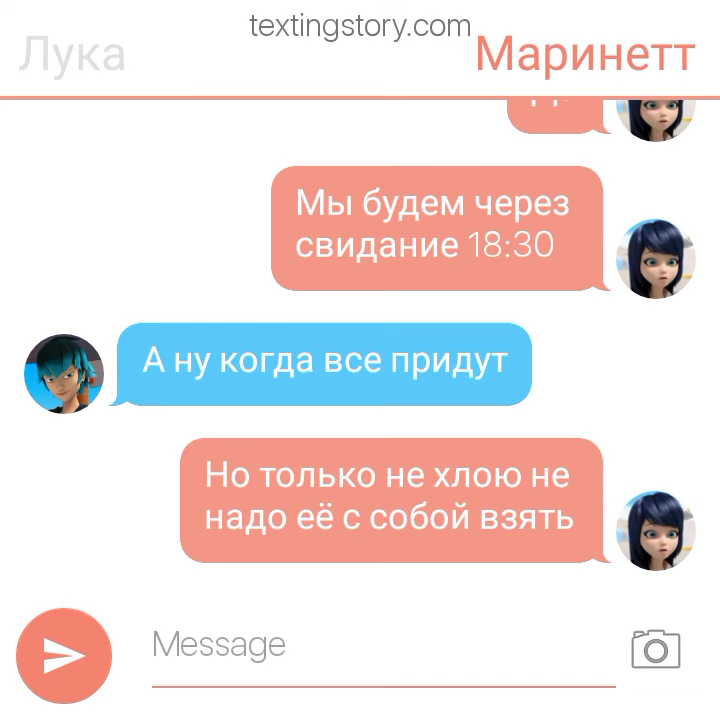 textingstory.com
Лука
Маринетт
Мы будем через
свидание 18:30
А ну когда все придут
Но только не хлою не
надо её с собой взять
Message